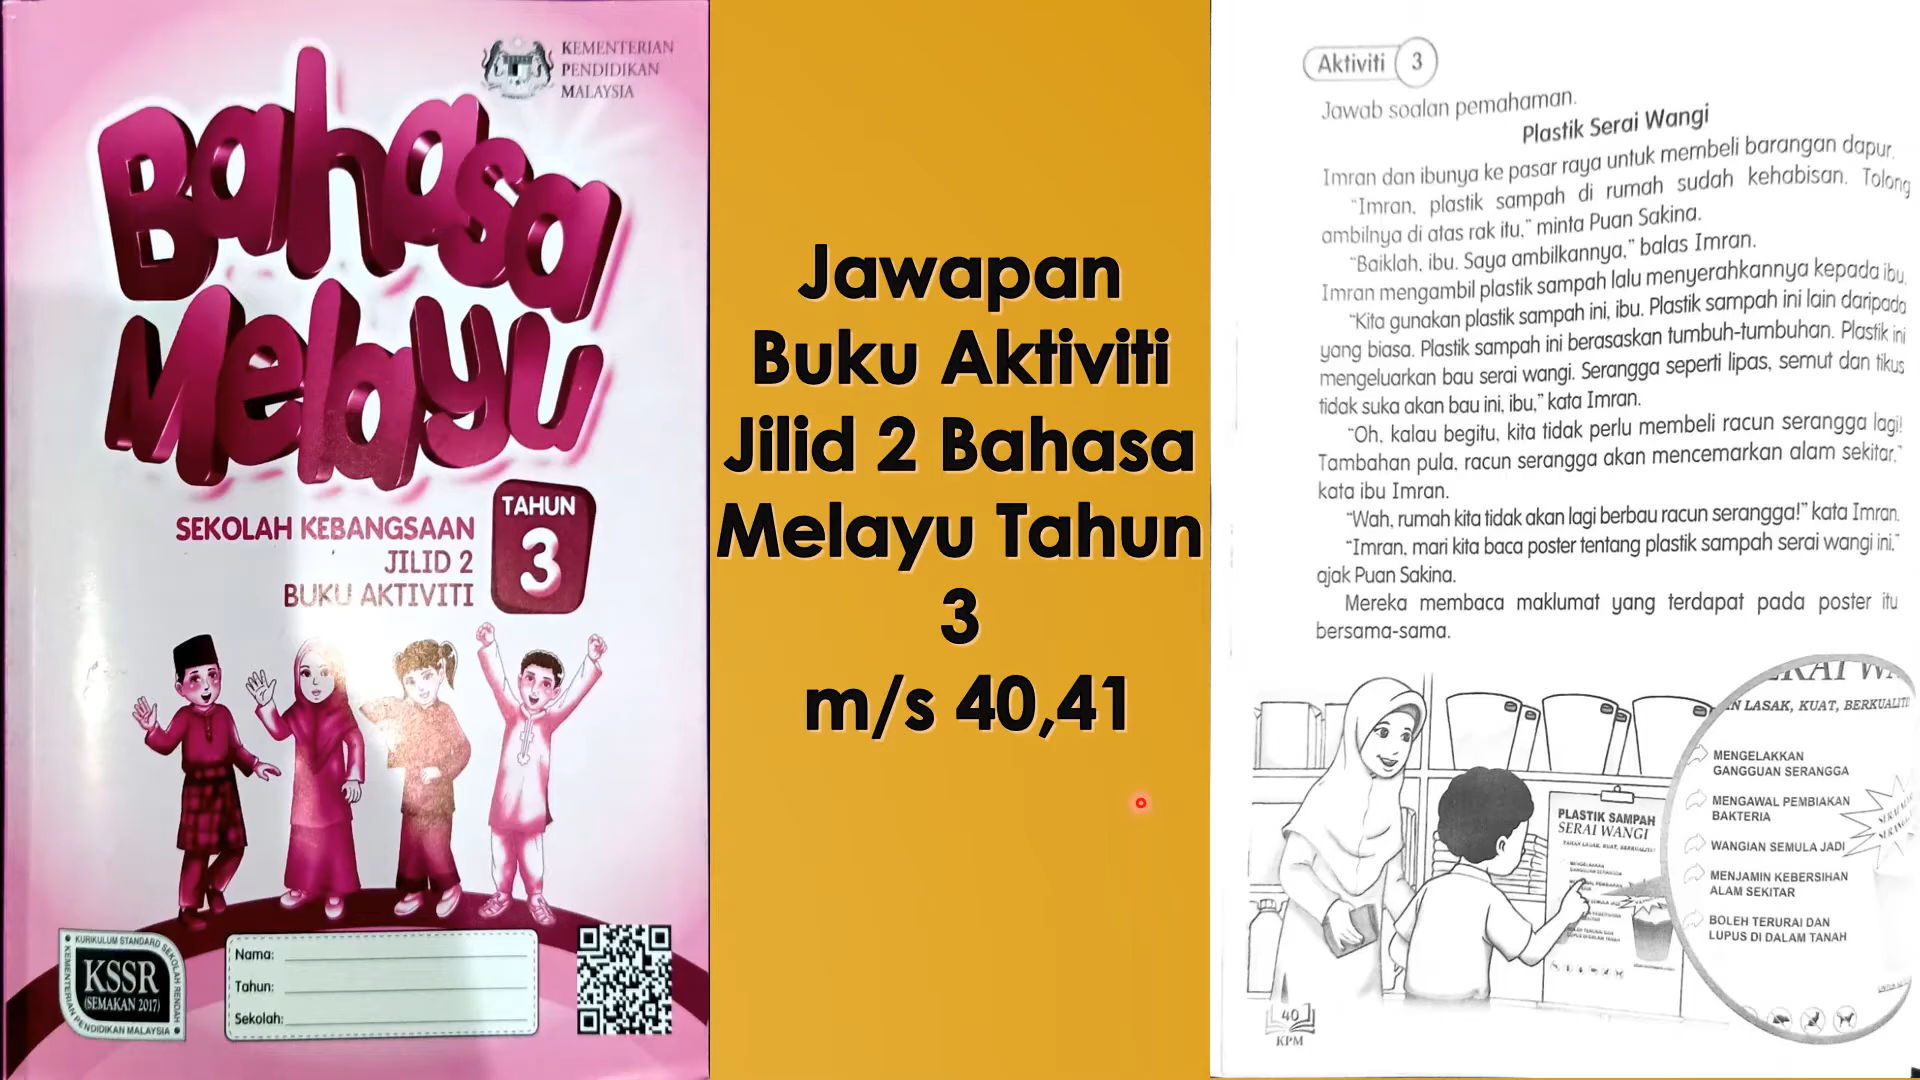 KEMENTERIAN
PENDIDIKAN
MALAYSIA
Bahasa
Melayu
TAHUN
3
SEKOLAH KEBANGSAAN
JILID 2
BUKU AKTIVITI
KURIKULUM STANDARD SEKOLAH RENDAH
KSSR
(SEMAKAN 2017)
KEMENTERIAN PENDIDIKAN MALAYSIA
Nama:
Tahun:
Sekolah:
Jawapan
Buku Aktiviti
Jilid 2 Bahasa
Melayu Tahun
3
m/s 40,41
Aktiviti 3
Jawab soalan pemahaman.
Plastik Serai Wangi
Imran dan ibunya ke pasar raya untuk membeli barangan dapur.
"Imran, plastik sampah di rumah sudah kehabisan. Tolong
ambilnya di atas rak itu," minta Puan Sakina.
"Baiklah, ibu. Saya ambilkannya," balas Imran.
Imran mengambil plastik sampah lalu menyerahkannya kepada ibu.
"Kita gunakan plastik sampah ini, ibu. Plastik sampah ini lain daripada
yang biasa. Plastik sampah ini berasaskan tumbuh-tumbuhan. Plastik ini
mengeluarkan bau serai wangi. Serangga seperti lipas, semut dan tikus
tidak suka akan bau ini, ibu," kata Imran.
"Oh, kalau begitu, kita tidak perlu membeli racun serangga lagi!
Tambahan pula, racun serangga akan mencemarkan alam sekitar,"
kata ibu Imran.
"Wah, rumah kita tidak akan lagi berbau racun serangga!" kata Imran.
"Imran, mari kita baca poster tentang plastik sampah serai wangi ini,"
ajak Puan Sakina.
Mereka membaca maklumat yang terdapat pada poster itu
bersama-sama.
LASAK, KUAT, BERKUALITI
MENGELAKKAN
GANGGUAN SERANGGA
MENGAWAL PEMBIAKAN
BAKTERIA
WANGIAN SEMULA JADI
MENJAMIN KEBERSIHAN
ALAM SEKITAR
BOLEH TERURAI DAN
LUPUS DI DALAM TANAH
PLASTIK SAMPAH
SERAI WANGI
40
KPM